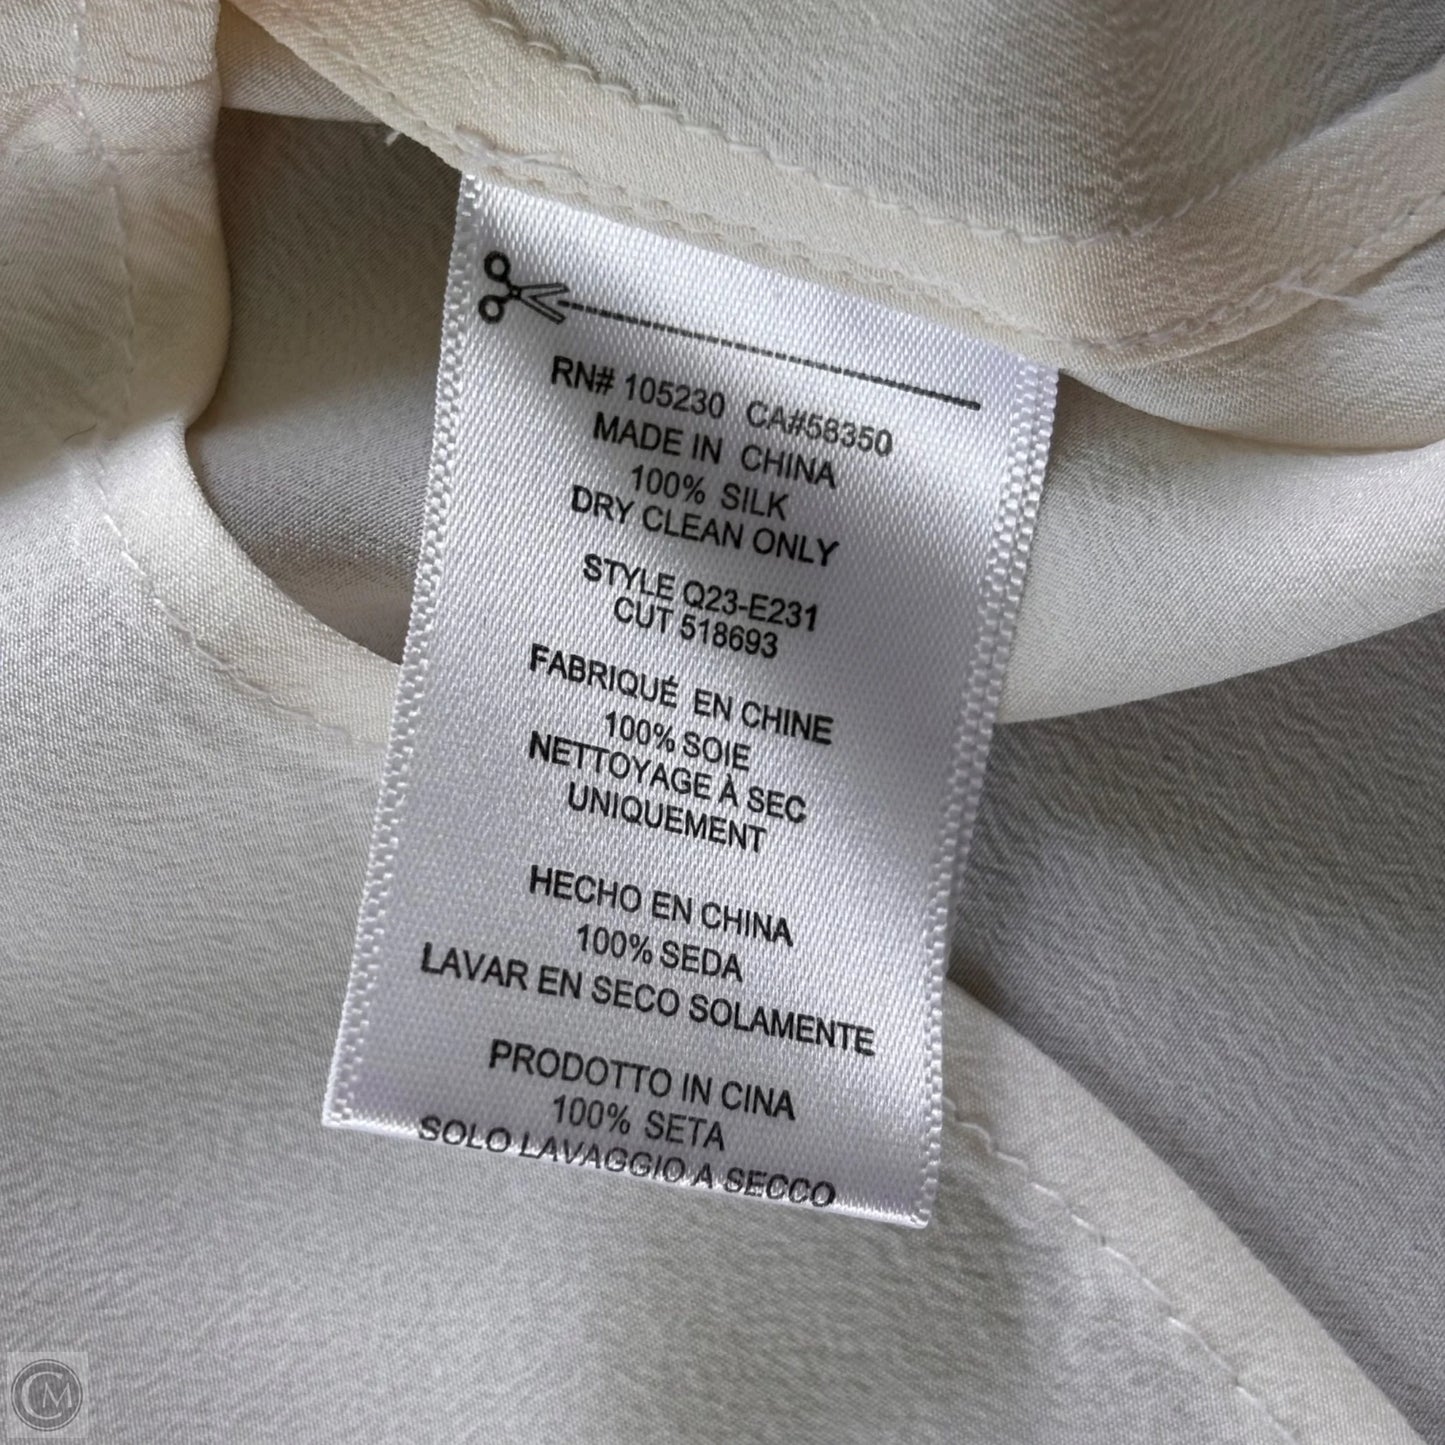 RN# 105230 CA#58350
MADE IN CHINA
100% SILK
DRY CLEAN ONLY
STYLE Q23-E231
CUT 518693
FABRIQUÉ EN CHINE
100% SOIE
NETTOYAGE À SEC
UNIQUEMENT
HECHO EN CHINA
100% SEDA
LAVAR EN SECO SOLAMENTE
PRODOTTO IN CINA
100% SETA
SOLO LAVAGGIO A SECCO
CM